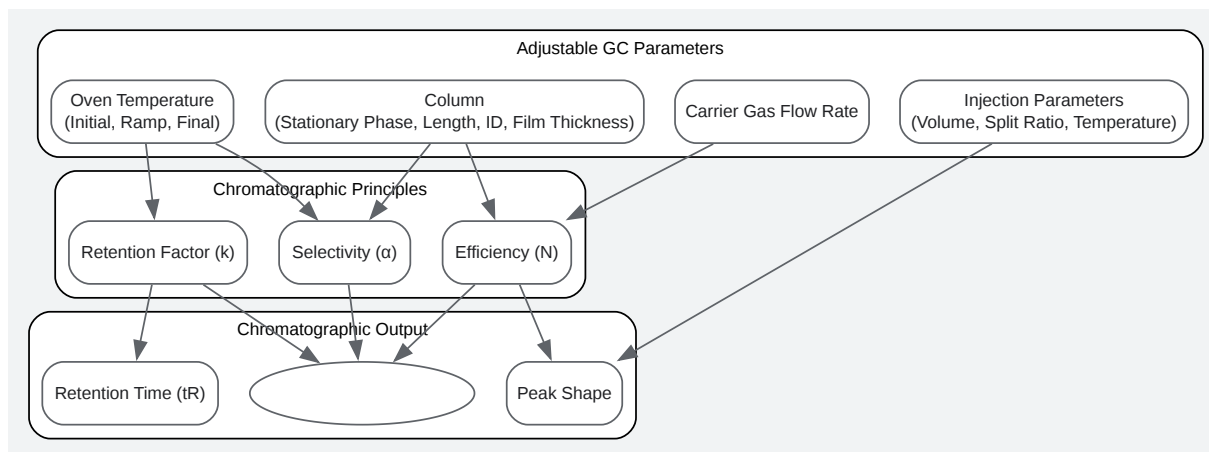 Adjustable GC Parameters
Oven Temperature
(Initial, Ramp, Final)
Column
(Stationary Phase, Length, ID, Film Thickness)
Carrier Gas Flow Rate
Injection Parameters
(Volume, Split Ratio, Temperature)
Chromatographic Principles
Retention Factor (k)
Selectivity (α)
Efficiency (N)
Chromatographic Output
Retention Time (tR)
Peak Shape